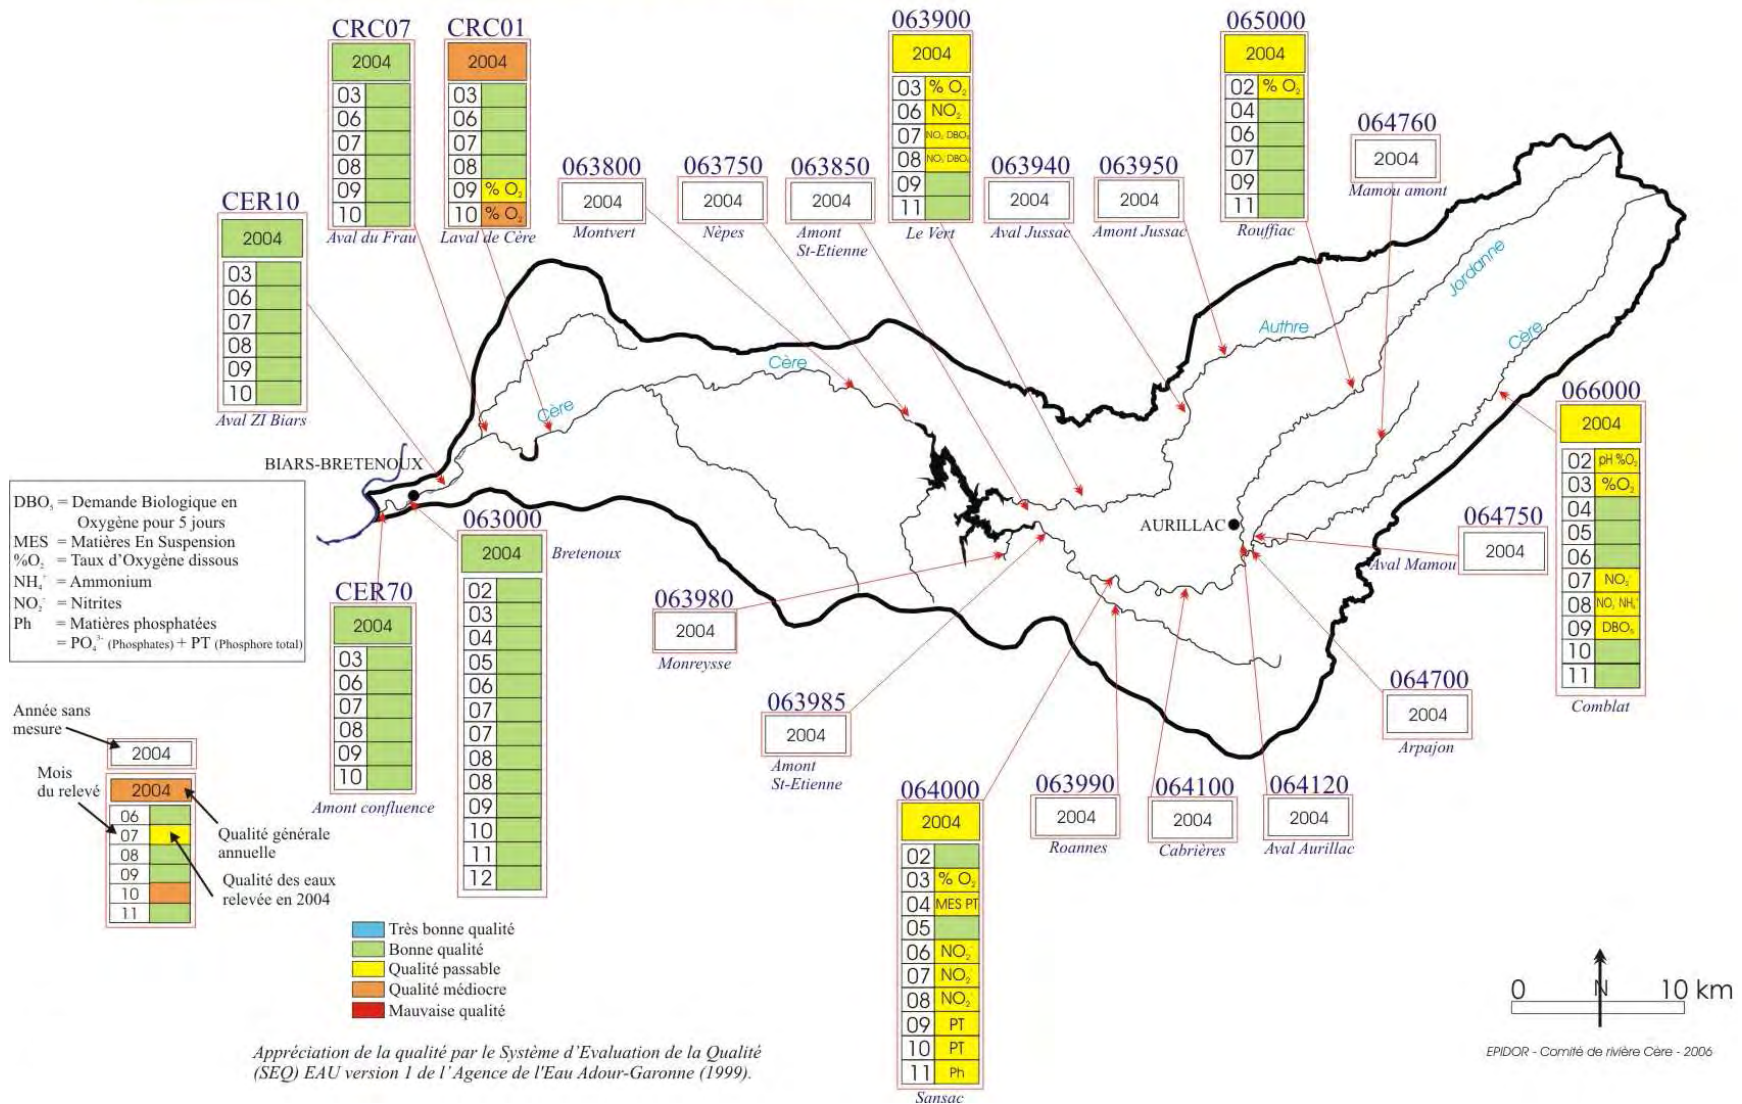 CRC07
2004
03
06
07
08
09
10
Aval du Frau
CRC01
2004
03
06
07
08
09 % O₂
10 % O₂
Laval de Cère
063900
2004
03 % O₂
06 NO₂⁻
07 NO₂⁻ DBO₅
08 NO₂⁻ DBO₅
09
11
Le Vert
065000
2004
02 % O₂
04
06
07
09
11
Rouffiac
064760
2004
Mamou amont
CER10
2004
03
06
07
08
09
10
Aval ZI Biars
063800
2004
Montvert
063750
2004
Nèpes
063850
2004
Amont
St-Etienne
063940
2004
Aval Jussac
063950
2004
Amont Jussac
Jordanne
Authre
Cère
Cère
Cère
066000
2004
02 pH %O₂
03 %O₂
04
05
06
07 NO₂⁻
08 NO₂⁻ NH₄⁺
09 DBO₅
10
11
Comblat
BIARS-BRETENOUX
AURILLAC
DBO₅ = Demande Biologique en
Oxygène pour 5 jours
MES = Matières En Suspension
%O₂ = Taux d'Oxygène dissous
NH₄⁺ = Ammonium
NO₂⁻ = Nitrites
Ph = Matières phosphatées
= PO₄³⁻ (Phosphates) + PT (Phosphore total)
063000
2004
Bretenoux
02
03
04
05
06
07
07
08
08
09
10
11
12
CER70
2004
03
06
07
08
09
10
Amont confluence
064750
2004
Aval Mamou
063980
2004
Monreysse
063985
2004
Amont
St-Etienne
064700
2004
Arpajon
064000
2004
02
03 % O₂
04 MES PT
05
06 NO₂⁻
07 NO₂⁻
08 NO₂⁻
09 PT
10 PT
11 Ph
Sansac
063990
2004
Roannes
064100
2004
Cabrières
064120
2004
Aval Aurillac
Année sans
mesure
2004
Mois
du relevé
2004
06
07
08
09
10
11
Qualité générale
annuelle
Qualité des eaux
relevée en 2004
Très bonne qualité
Bonne qualité
Qualité passable
Qualité médiocre
Mauvaise qualité
Appréciation de la qualité par le Système d'Evaluation de la Qualité
(SEQ) EAU version 1 de l'Agence de l'Eau Adour-Garonne (1999).
0 N 10 km
EPIDOR - Comité de rivière Cère - 2006